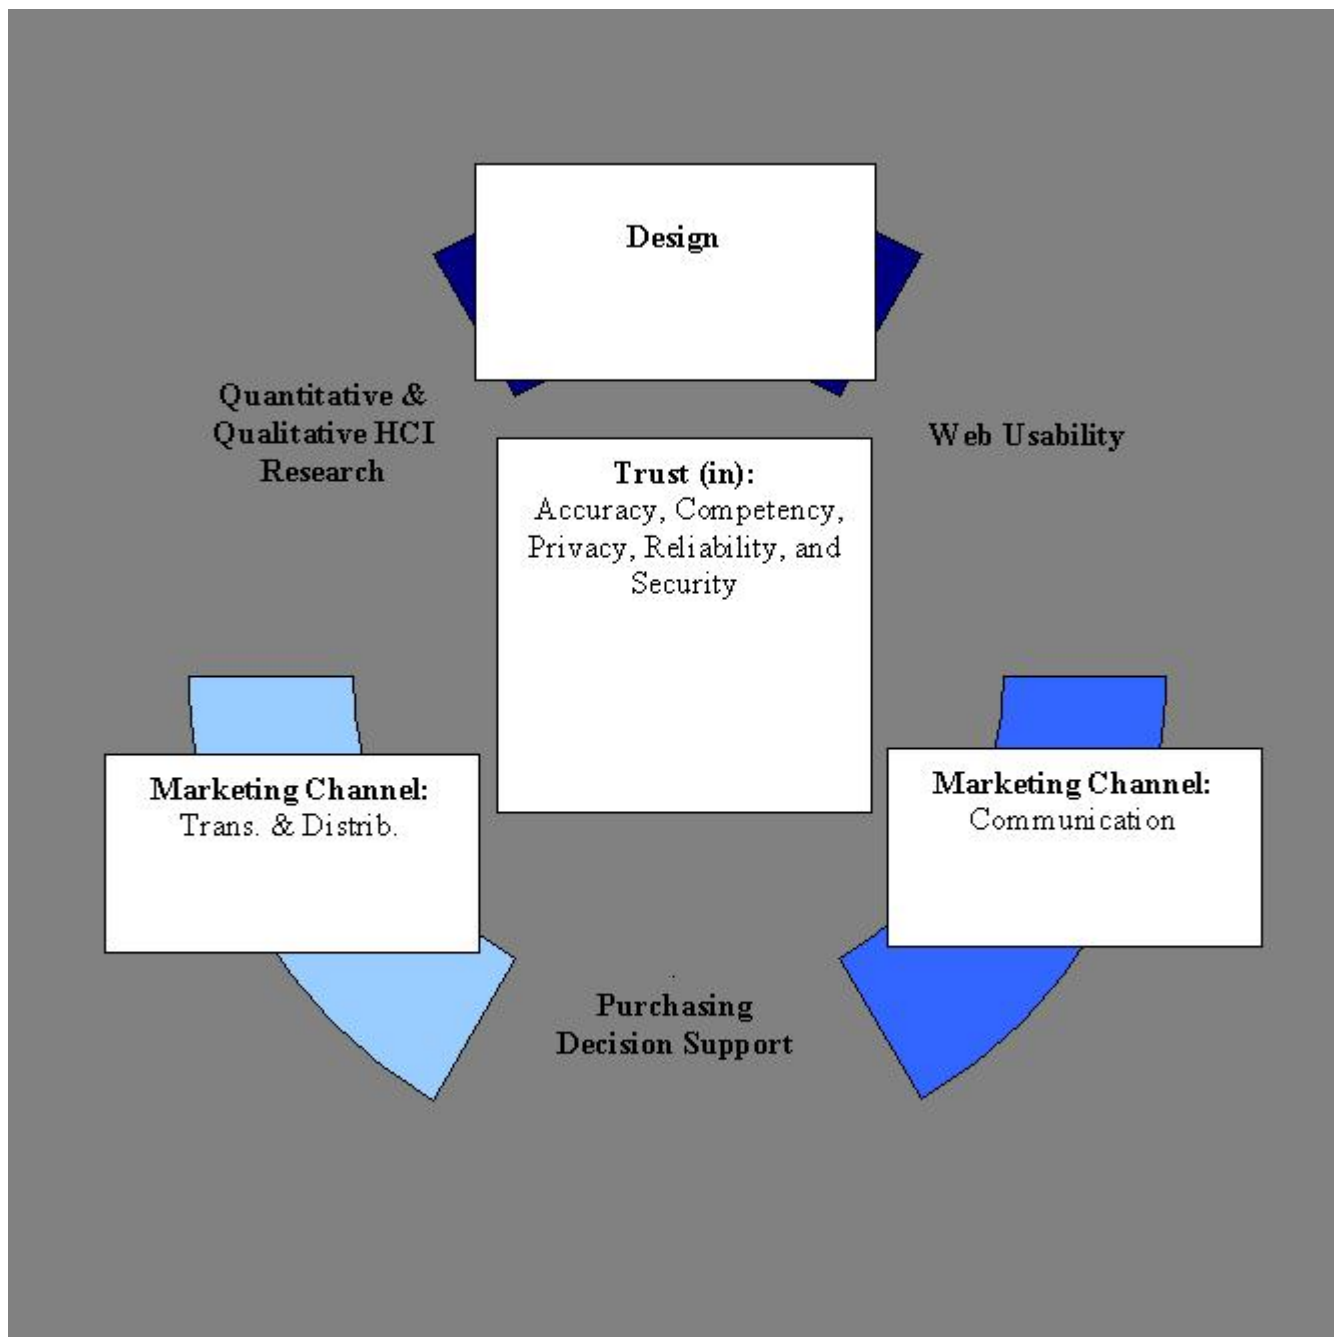 Design
Quantitative &
Qualitative HCI
Research
Web Usability
Trust (in):
Accuracy, Competency,
Privacy, Reliability, and
Security
Marketing Channel:
Trans. & Distrib.
Marketing Channel:
Communication
Purchasing
Decision Support